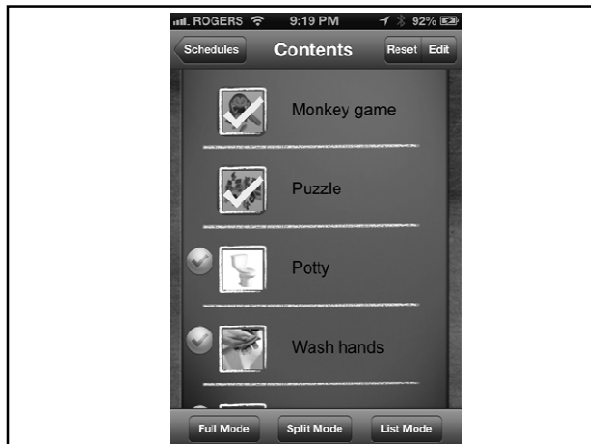 ROGERS 9:19 PM 92%
Schedules Contents Reset Edit
Monkey game
Puzzle
Potty
Wash hands
Full Mode Split Mode List Mode